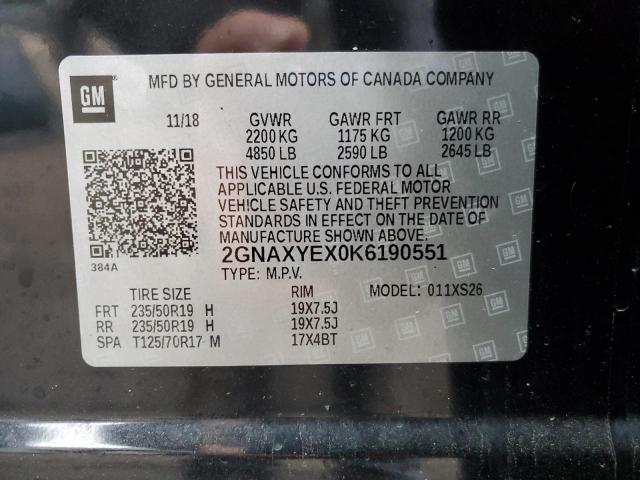 GM
MFD BY GENERAL MOTORS OF CANADA COMPANY
11/18 GVWR GAWR FRT GAWR RR
2200 KG 1175 KG 1200 KG
4850 LB 2590 LB 2645 LB
THIS VEHICLE CONFORMS TO ALL
APPLICABLE U.S. FEDERAL MOTOR
VEHICLE SAFETY AND THEFT PREVENTION
STANDARDS IN EFFECT ON THE DATE OF
MANUFACTURE SHOWN ABOVE.
384A
2GNAXYEX0K6190551
TYPE: M.P.V.
TIRE SIZE RIM MODEL: 011XS26
FRT 235/50R19 H 19X7.5J
RR 235/50R19 H 19X7.5J
SPA T125/70R17 M 17X4BT